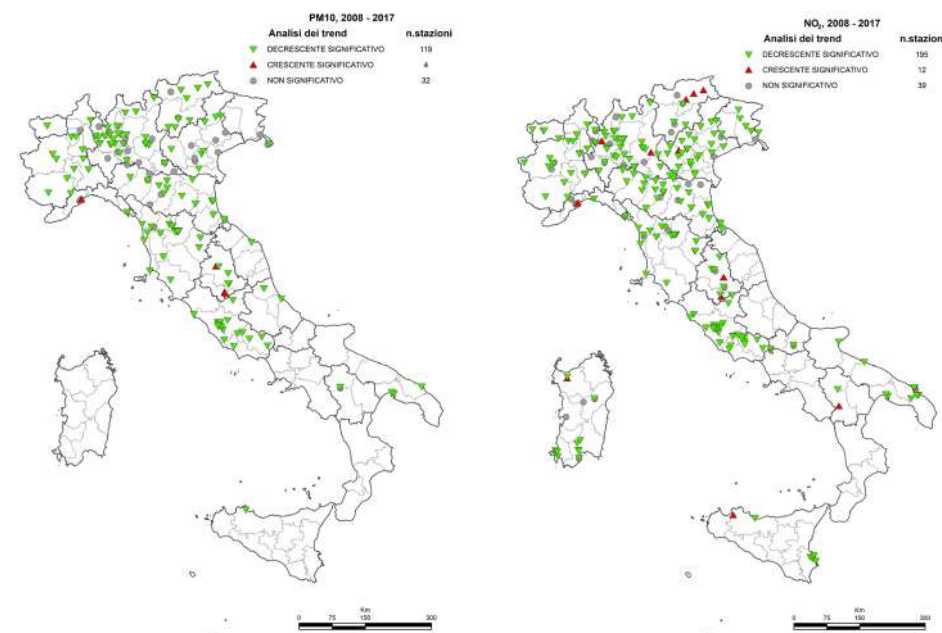 PM10, 2008 - 2017
Analisi dei trend n.stazioni
DECRESCENTE SIGNIFICATIVO 119
CRESCENTE SIGNIFICATIVO 4
NON SIGNIFICATIVO 32
Km
0 75 150 300
NO₂, 2008 - 2017
Analisi dei trend n.stazioni
DECRESCENTE SIGNIFICATIVO 195
CRESCENTE SIGNIFICATIVO 12
NON SIGNIFICATIVO 39
Km
0 75 150 300